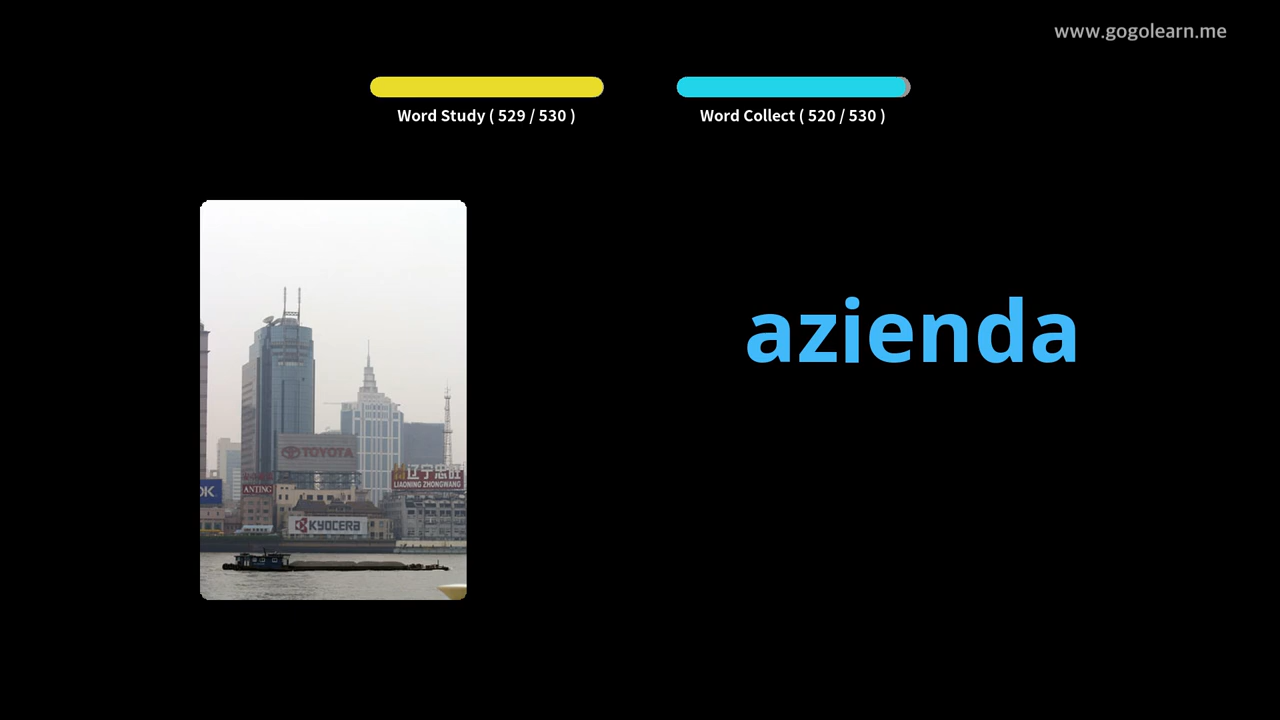 www.gogolearn.me
Word Study ( 529 / 530 )
Word Collect ( 520 / 530 )
azienda
TOYOTA
辽宁忠旺
LIAONING ZHONGWANG
OK
ANTING
KYOCERA